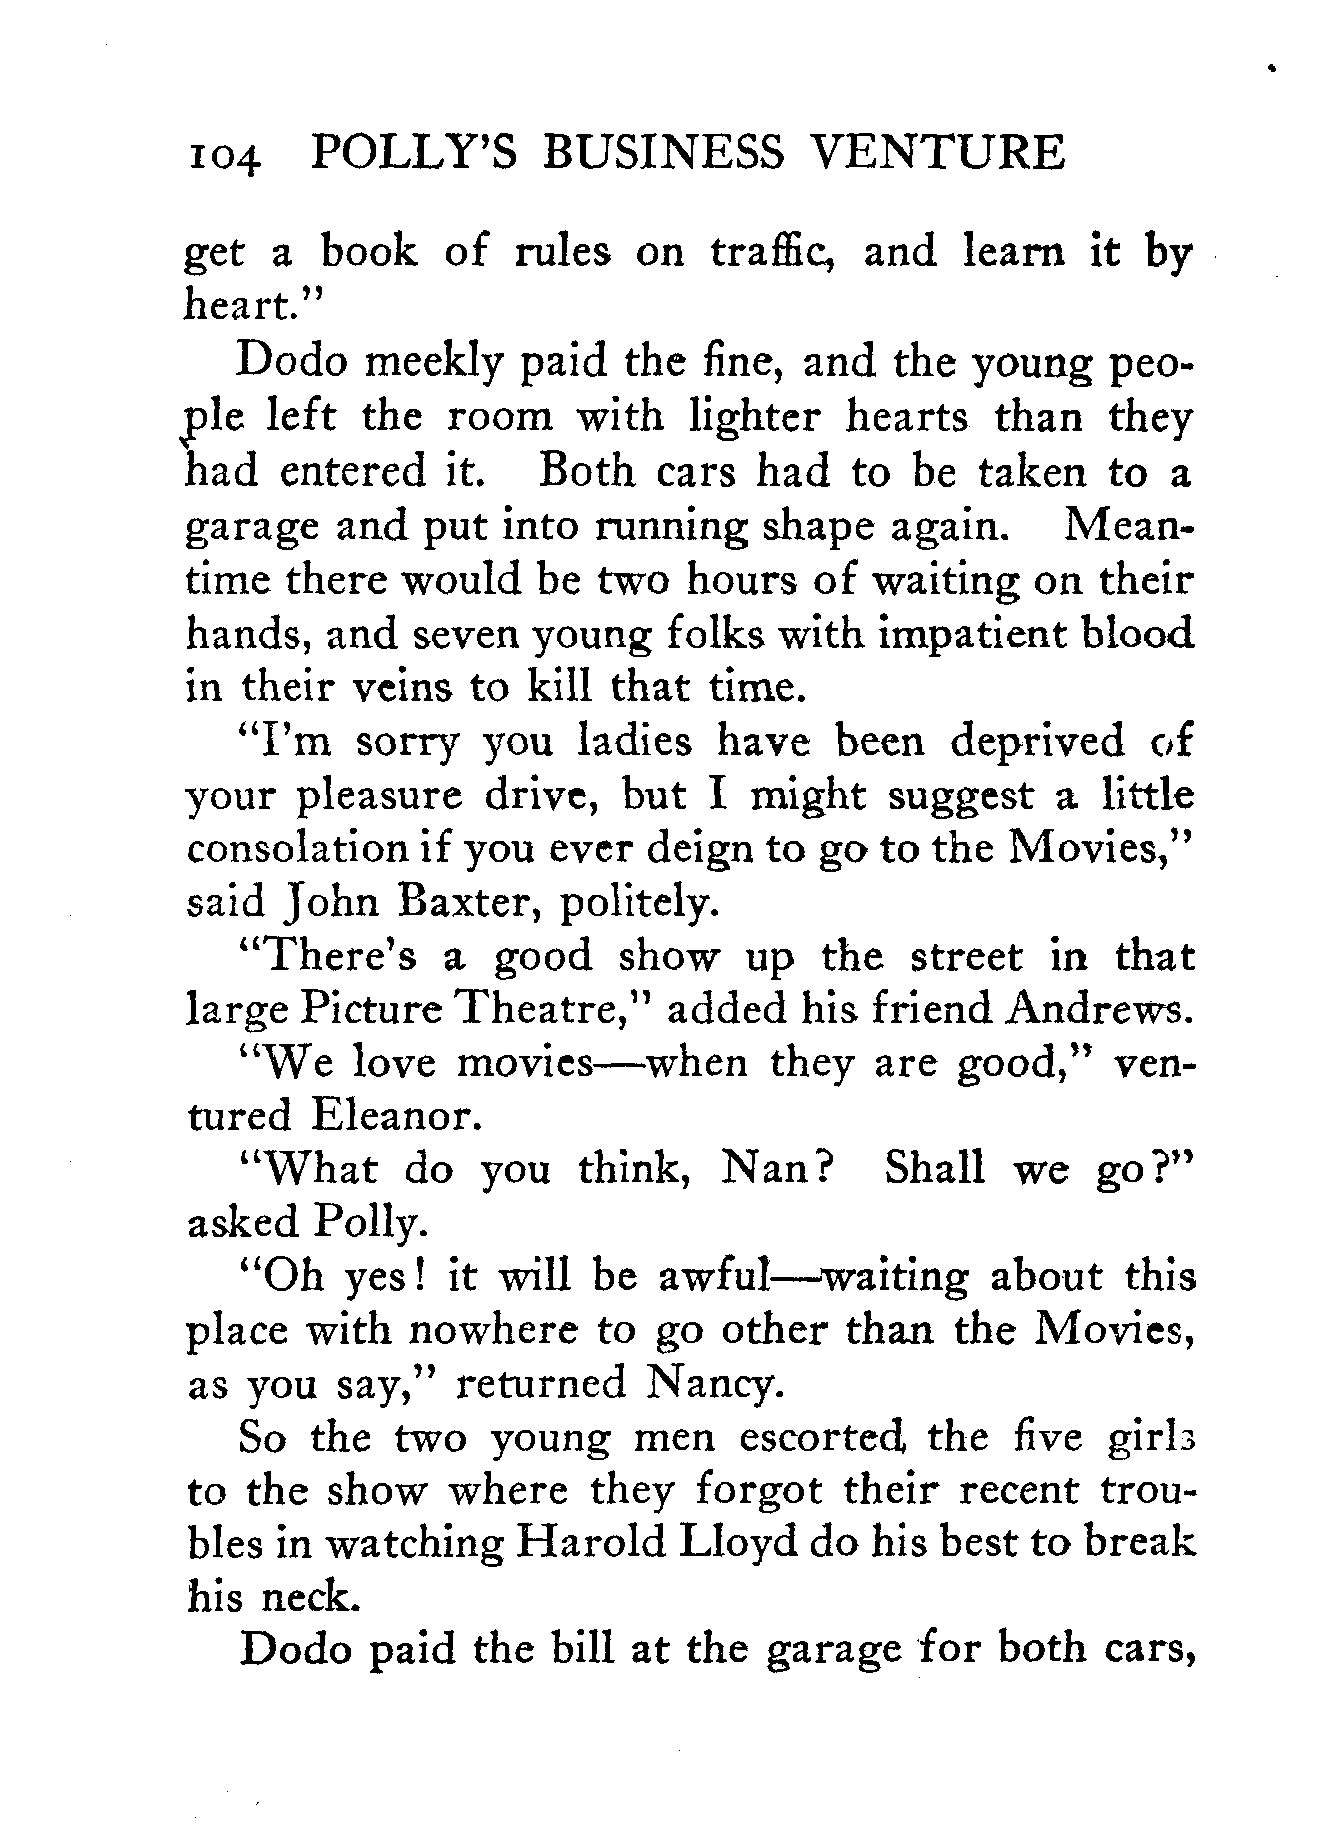 104 POLLY'S BUSINESS VENTURE
get a book of rules on traffic, and learn it by
heart."
Dodo meekly paid the fine, and the young peo-
ple left the room with lighter hearts than they
had entered it. Both cars had to be taken to a
garage and put into running shape again. Mean-
time there would be two hours of waiting on their
hands, and seven young folks with impatient blood
in their veins to kill that time.
"I'm sorry you ladies have been deprived of
your pleasure drive, but I might suggest a little
consolation if you ever deign to go to the Movies,"
said John Baxter, politely.
"There's a good show up the street in that
large Picture Theatre," added his friend Andrews.
"We love movies—when they are good," ven-
tured Eleanor.
"What do you think, Nan? Shall we go?"
asked Polly.
"Oh yes! it will be awful—waiting about this
place with nowhere to go other than the Movies,
as you say," returned Nancy.
So the two young men escorted the five girls
to the show where they forgot their recent trou-
bles in watching Harold Lloyd do his best to break
his neck.
Dodo paid the bill at the garage for both cars,